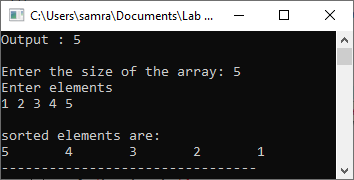 C:\Users\samra\Documents\Lab
Output : 5
Enter the size of the array: 5
Enter elements
1 2 3 4 5
sorted elements are:
5 4 3 2 1
--------------------------------